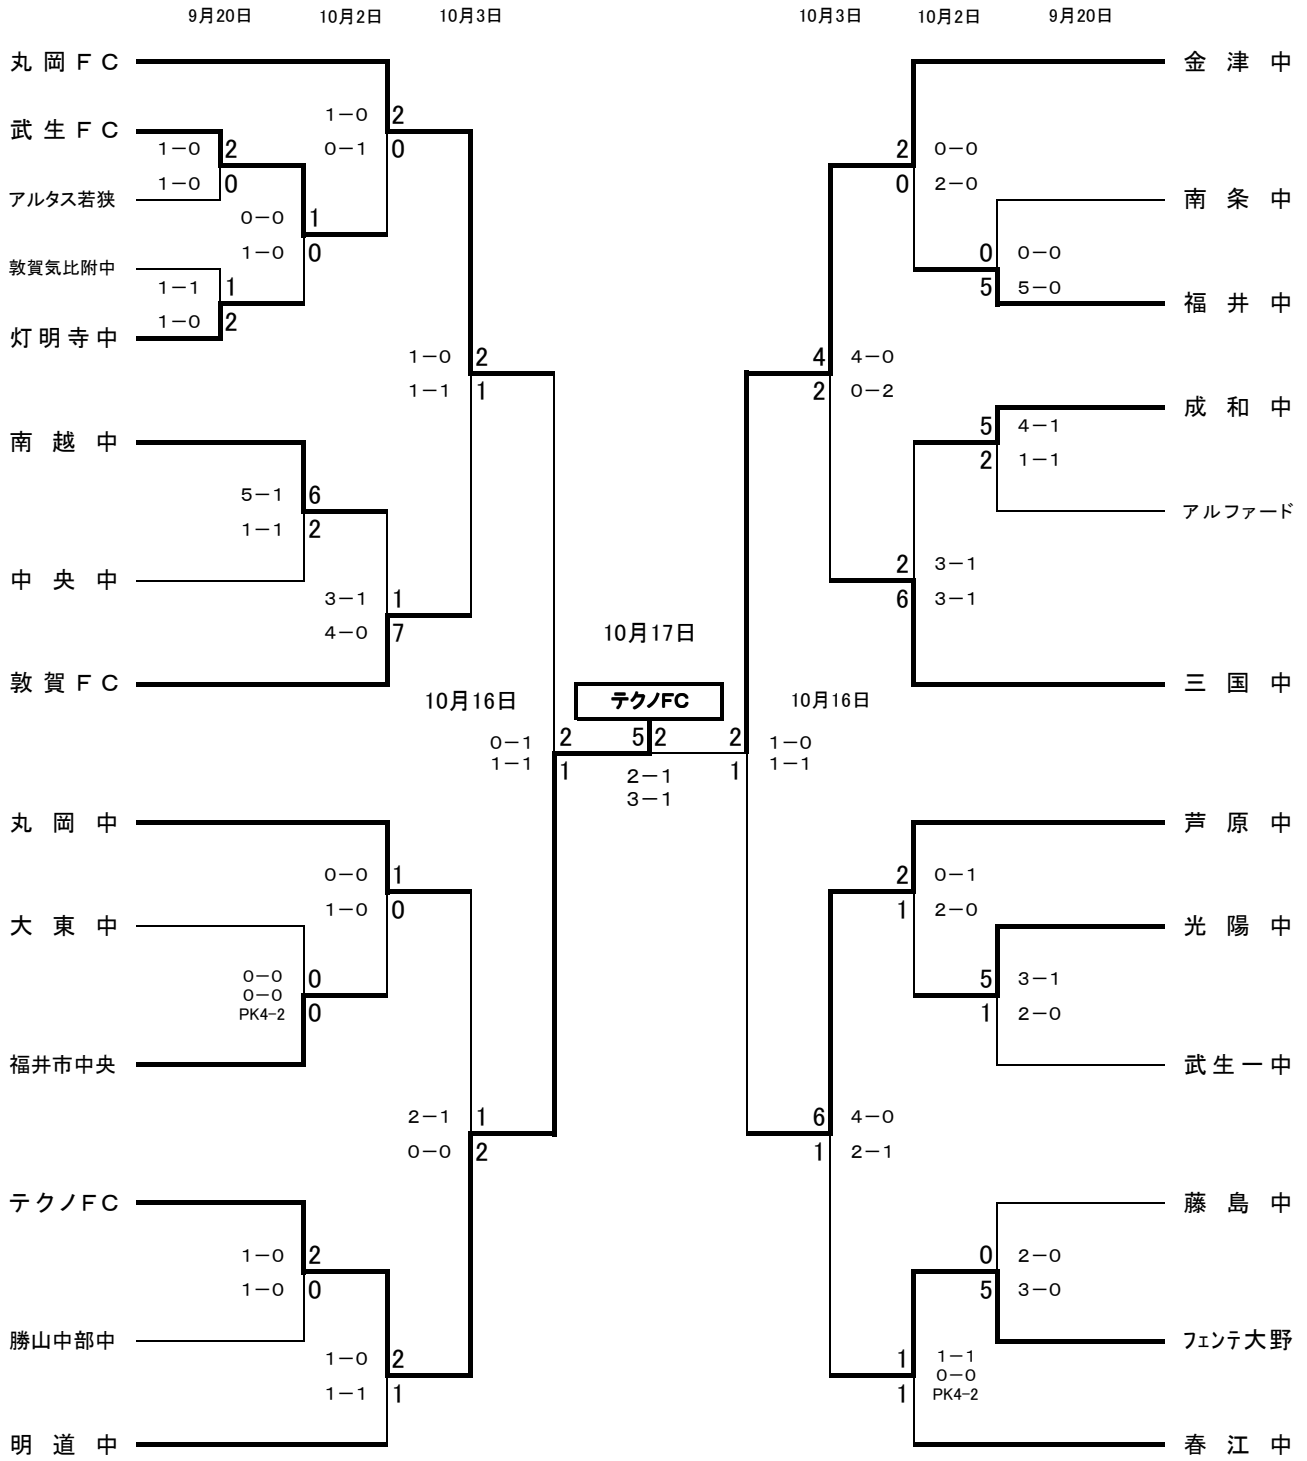 9月20日 10月2日 10月3日 10月3日 10月2日 9月20日
丸岡FC 金津中
1-0 2
武生FC
1-0 2 0-1 0 2 0-0
1-0 0 0 2-0
アルタス若狭 南条中
0-0 1
1-0 0 0 0-0
敦賀気比附中
1-1 1 5 5-0
福井中
1-0 2
灯明寺中
1-0 2 4 4-0
1-1 1 2 0-2
成和中
5 4-1
南越中
2 1-1
5-1 6
アルファード
1-1 2
2 3-1
中央中
3-1 1 6 3-1
4-0 7 10月17日
敦賀FC 三国中
10月16日 テクノFC 10月16日
0-1 2 5 2 2 1-0
1-1 1 1 1-1
2-1
3-1
丸岡中 芦原中
0-0 1 2 0-1
1-0 0 1 2-0
大東中 光陽中
0-0 0 5 3-1
0-0
PK4-2 0 1 2-0
福井市中央 武生一中
2-1 1 6 4-0
0-0 2 1 2-1
テクノFC 藤島中
1-0 2 0 2-0
1-0 0 5 3-0
勝山中部中 フェンテ大野
1-0 2 1 1-1
0-0
1-1 1 1 PK4-2
明道中 春江中